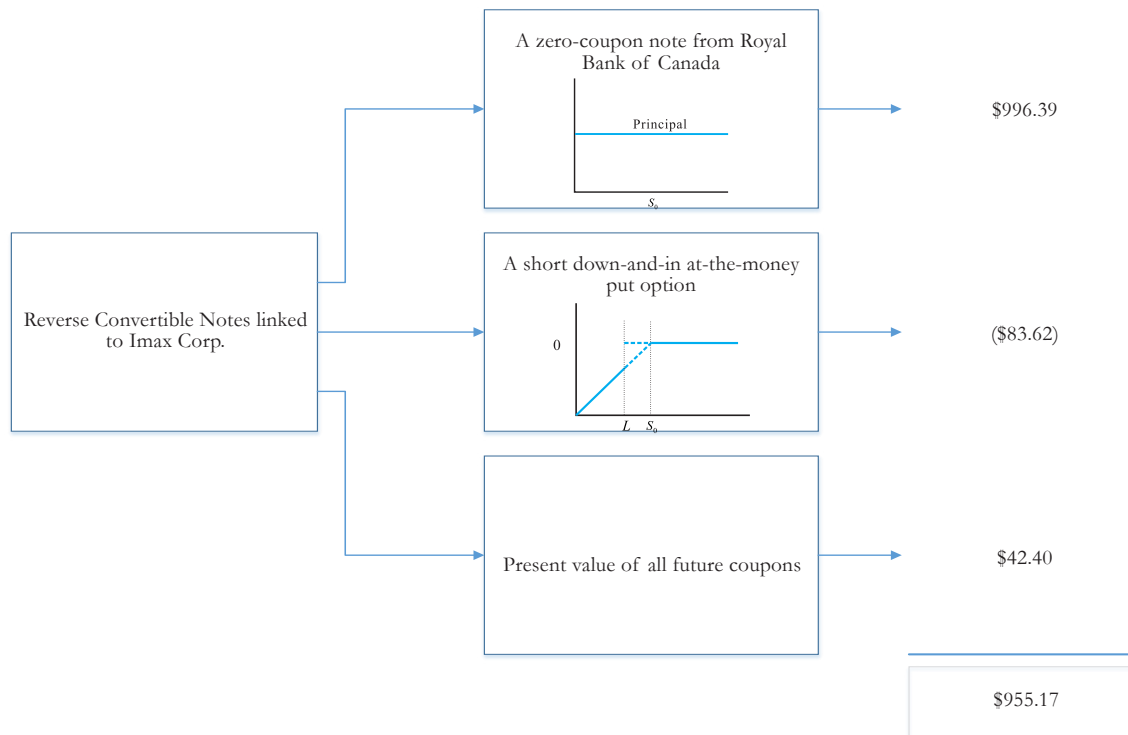 A zero-coupon note from Royal
Bank of Canada
Principal
S₀
$996.39
Reverse Convertible Notes linked
to Imax Corp.
A short down-and-in at-the-money
put option
0
L S₀
($83.62)
Present value of all future coupons
$42.40
$955.17